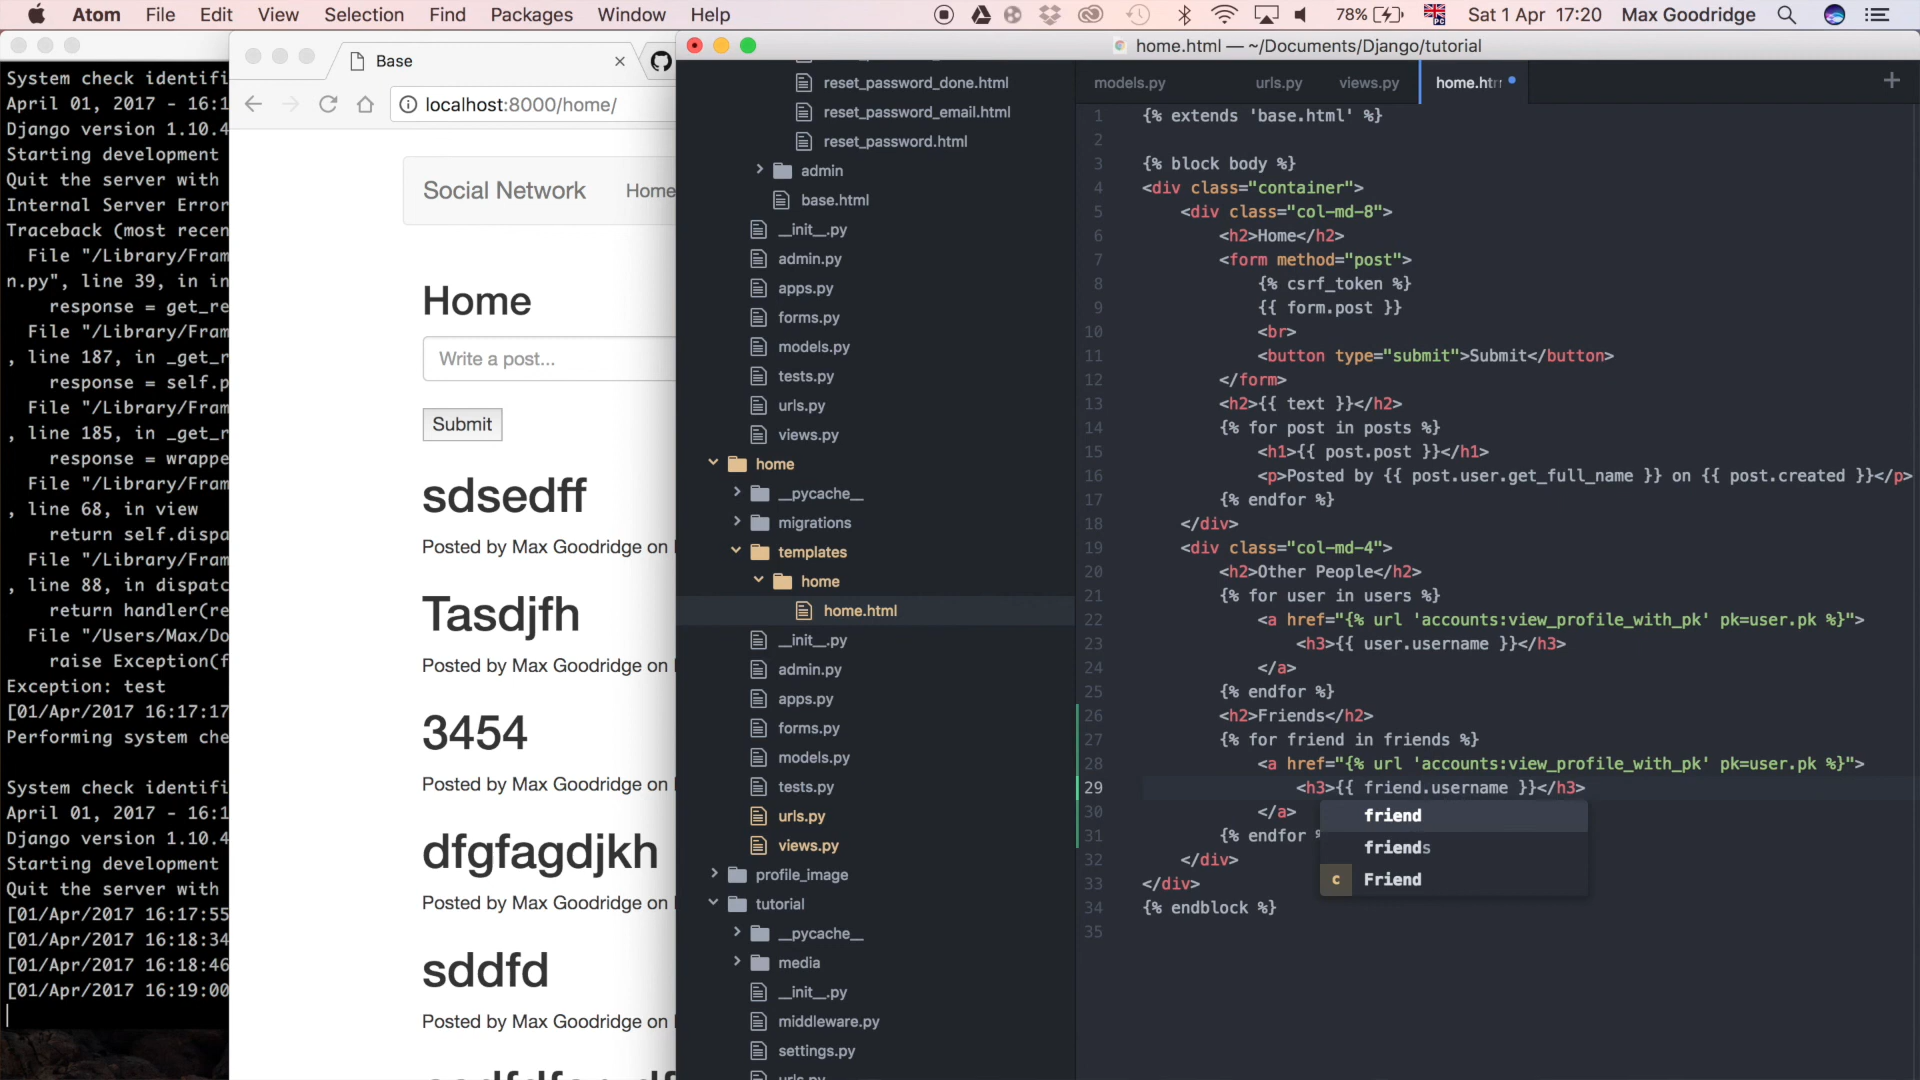 Atom File Edit View Selection Find Packages Window Help 78% Sat 1 Apr 17:20 Max Goodridge
System check identifi
April 01, 2017 - 16:1
Django version 1.10.4
Starting development
Quit the server with
Internal Server Error
Traceback (most recen
File "/Library/Fram
n.py", line 39, in in
response = get_re
File "/Library/Fram
, line 187, in _get_r
response = self.p
File "/Library/Fram
, line 185, in _get_r
response = wrappe
File "/Library/Fram
, line 68, in view
return self.dispa
File "/Library/Fram
, line 88, in dispatc
return handler(re
File "/Users/Max/Do
raise Exception(f
Exception: test
[01/Apr/2017 16:17:17
Performing system che
System check identifi
April 01, 2017 - 16:1
Django version 1.10.4
Starting development
Quit the server with
[01/Apr/2017 16:17:55
[01/Apr/2017 16:18:34
[01/Apr/2017 16:18:46
[01/Apr/2017 16:19:00
Base
localhost:8000/home/
Social Network Home
Home
Write a post...
Submit
sdsedff
Posted by Max Goodridge on
Tasdjfh
Posted by Max Goodridge on
3454
Posted by Max Goodridge on
dfgfagdjkh
Posted by Max Goodridge on
sddfd
Posted by Max Goodridge on
home.html — ~/Documents/Django/tutorial
reset_password_done.html
reset_password_email.html
reset_password.html
admin
base.html
__init__.py
admin.py
apps.py
forms.py
models.py
tests.py
urls.py
views.py
home
__pycache__
migrations
templates
home
home.html
__init__.py
admin.py
apps.py
forms.py
models.py
tests.py
urls.py
views.py
profile_image
tutorial
__pycache__
media
__init__.py
middleware.py
settings.py
urls.py
models.py urls.py views.py home.htm
1 {% extends 'base.html' %}
2
3 {% block body %}
4 <div class="container">
5 <div class="col-md-8">
6 <h2>Home</h2>
7 <form method="post">
8 {% csrf_token %}
9 {{ form.post }}
10 <br>
11 <button type="submit">Submit</button>
12 </form>
13 <h2>{{ text }}</h2>
14 {% for post in posts %}
15 <h1>{{ post.post }}</h1>
16 <p>Posted by {{ post.user.get_full_name }} on {{ post.created }}</p>
17 {% endfor %}
18 </div>
19 <div class="col-md-4">
20 <h2>Other People</h2>
21 {% for user in users %}
22 <a href="{% url 'accounts:view_profile_with_pk' pk=user.pk %}">
23 <h3>{{ user.username }}</h3>
24 </a>
25 {% endfor %}
26 <h2>Friends</h2>
27 {% for friend in friends %}
28 <a href="{% url 'accounts:view_profile_with_pk' pk=user.pk %}">
29 <h3>{{ friend.username }}</h3>
30 </a>
31 {% endfor %
32 </div>
33 </div>
34 {% endblock %}
35
friend
friends
c Friend